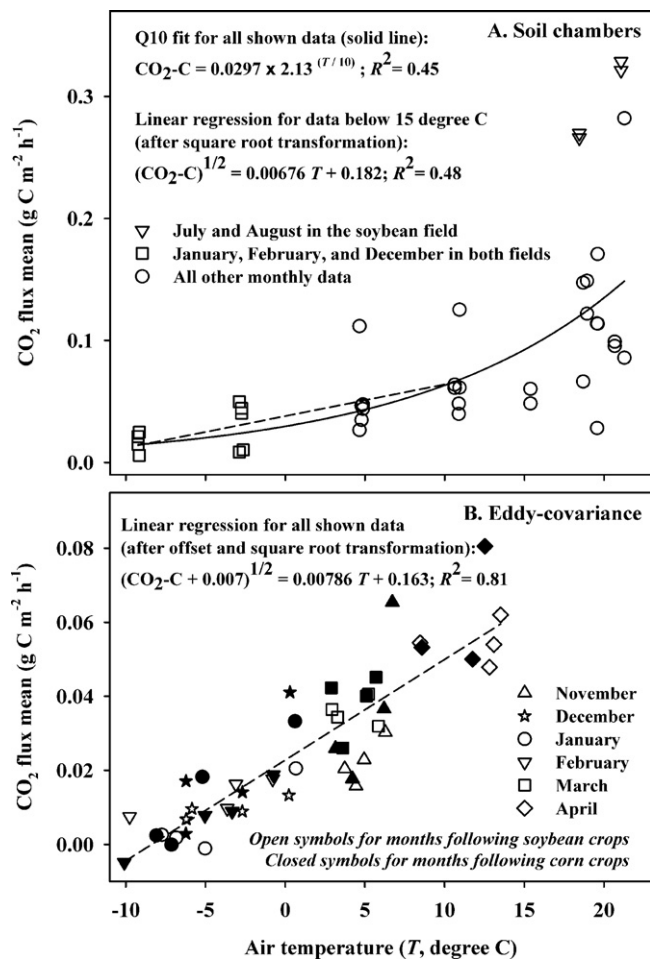 A. Soil chambers
Q10 fit for all shown data (solid line):
CO₂-C = 0.0297 x 2.13 ⁽ᵀ ᐟ ¹⁰⁾ ; R² = 0.45
Linear regression for data below 15 degree C
(after square root transformation):
(CO₂-C)^1/2 = 0.00676 T + 0.182; R² = 0.48
July and August in the soybean field
January, February, and December in both fields
All other monthly data
CO₂ flux mean (g C m⁻² h⁻¹)
0.3
0.2
0.1
0.0
B. Eddy-covariance
Linear regression for all shown data
(after offset and square root transformation):
(CO₂-C + 0.007)^1/2 = 0.00786 T + 0.163; R² = 0.81
CO₂ flux mean (g C m⁻² h⁻¹)
0.08
0.06
0.04
0.02
0.00
November
December
January
February
March
April
Open symbols for months following soybean crops
Closed symbols for months following corn crops
-10 -5 0 5 10 15 20
Air temperature (T, degree C)